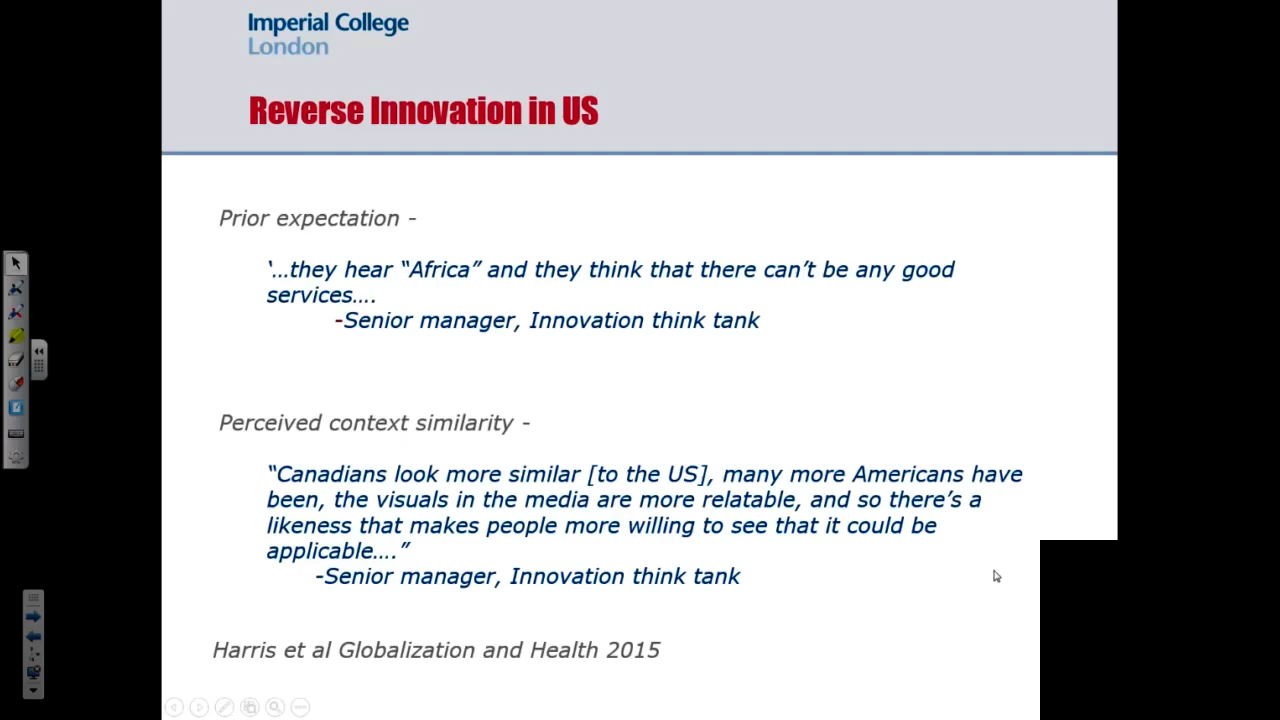 Imperial College
London
Reverse Innovation in US
Prior expectation -
‘…they hear “Africa” and they think that there can’t be any good
services….
-Senior manager, Innovation think tank
Perceived context similarity -
“Canadians look more similar [to the US], many more Americans have
been, the visuals in the media are more relatable, and so there’s a
likeness that makes people more willing to see that it could be
applicable….”
-Senior manager, Innovation think tank
Harris et al Globalization and Health 2015